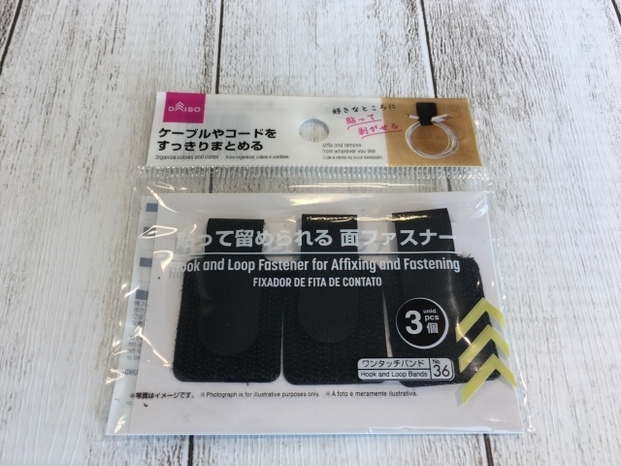 DAISO
ケーブルやコードを
すっきりまとめる
Organize cables and cords.
好きなところに
貼って
剥がせる
Affix and remove
from wherever you like.
貼って留められる 面ファスナー
Hook and Loop Fastener for Affixing and Fastening
FIXADOR DE FITA DE CONTATO
3 unid. pcs 個
ワンタッチバンド No.
Hook and Loop Bands 36
※写真はイメージです。 ※Photograph is for illustrative purposes only. ※A foto é meramente ilustrativa.